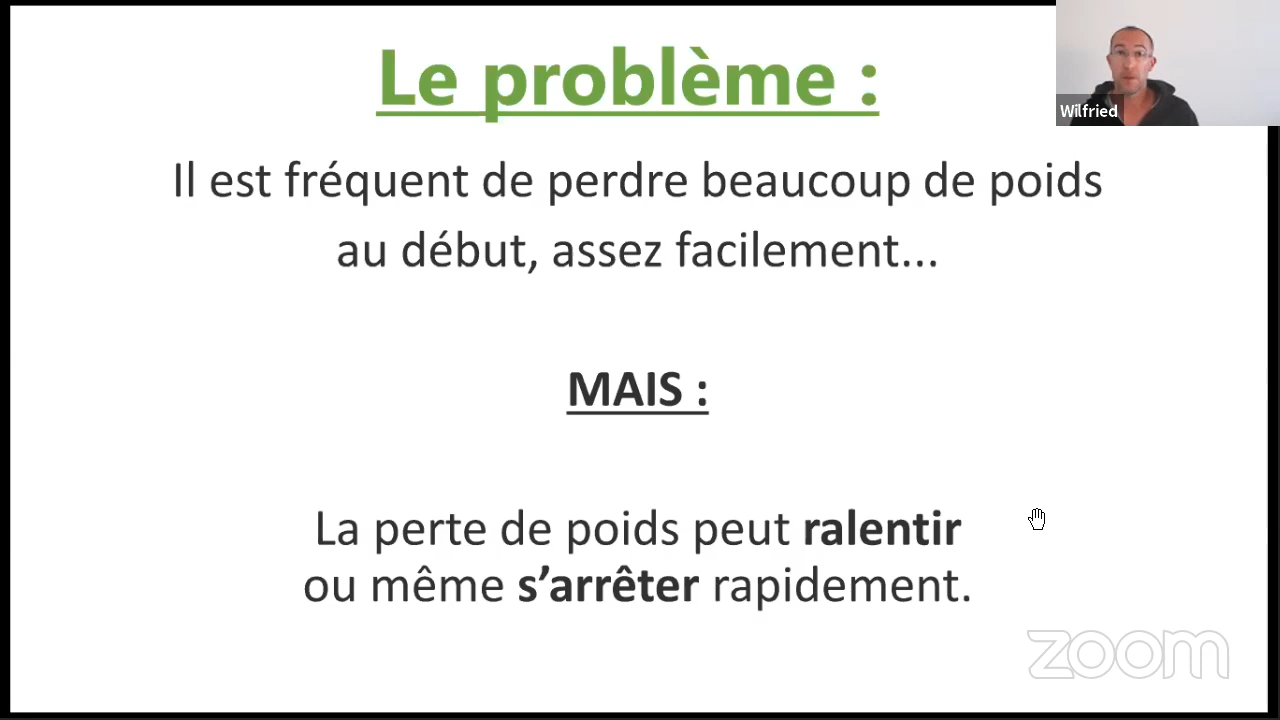 Le problème :
Wilfried
Il est fréquent de perdre beaucoup de poids
au début, assez facilement...
MAIS :
La perte de poids peut ralentir
ou même s’arrêter rapidement.
zoom